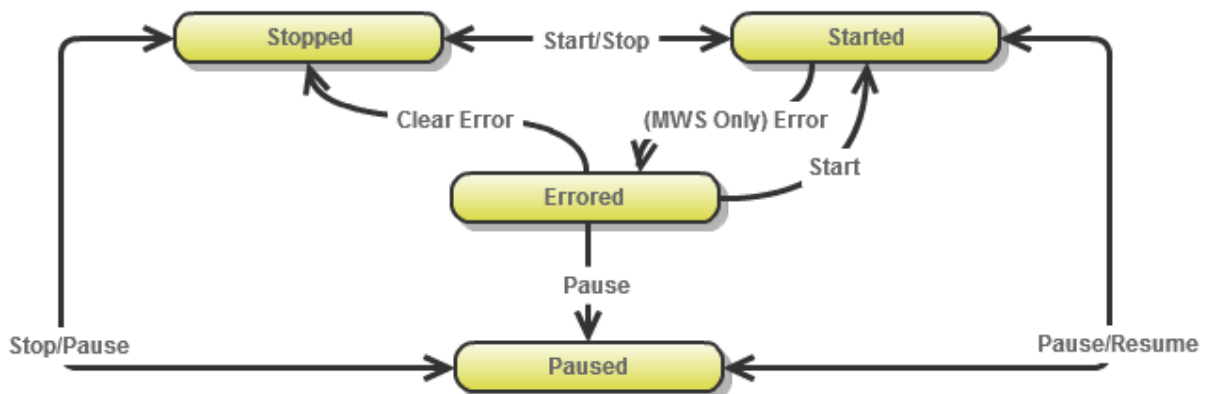 Stopped
Start/Stop
Started
Clear Error
(MWS Only) Error
Start
Errored
Pause
Stop/Pause
Pause/Resume
Paused